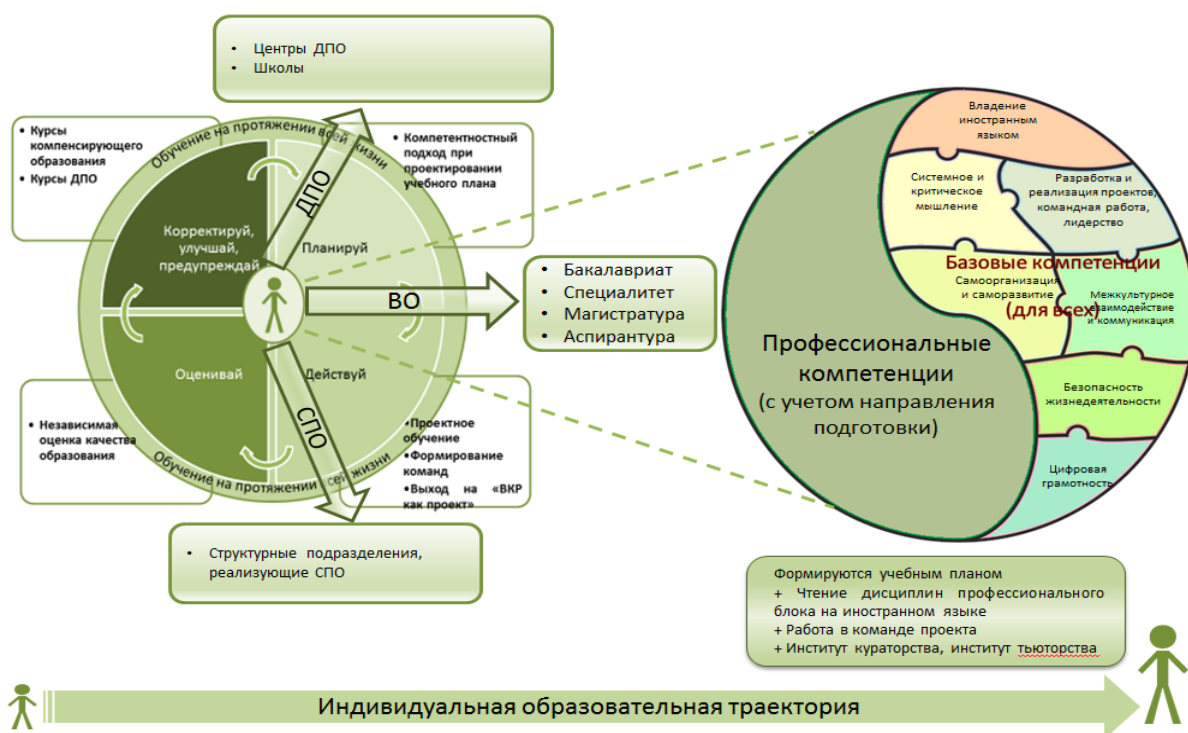 • Центры ДПО
• Школы
• Курсы
компенсирующего
образования
• Курсы ДПО
Обучение на протяжении всей жизни
• Компетентностный
подход при
проектировании
учебного плана
ДПО
Корректируй,
улучшай,
предупреждай
Планируй
ВО
• Бакалавриат
• Специалитет
• Магистратура
• Аспирантура
Оценивай
Действуй
СПО
• Независимая
оценка качества
образования
•Проектное
обучение
•Формирование
команд
•Выход на «ВКР
как проект»
Обучение на протяжении всей жизни
• Структурные подразделения,
реализующие СПО
Владение
иностранным
языком
Системное и
критическое
мышление
Разработка и
реализация проектов,
командная работа,
лидерство
Базовые компетенции
(для всех)
Самоорганизация
и саморазвитие
Межкультурное
взаимодействие
и коммуникация
Профессиональные
компетенции
(с учетом направления
подготовки)
Безопасность
жизнедеятельности
Цифровая
грамотность
Формируются учебным планом
+ Чтение дисциплин профессионального
блока на иностранном языке
+ Работа в команде проекта
+ Институт кураторства, институт тьюторства
Индивидуальная образовательная траектория